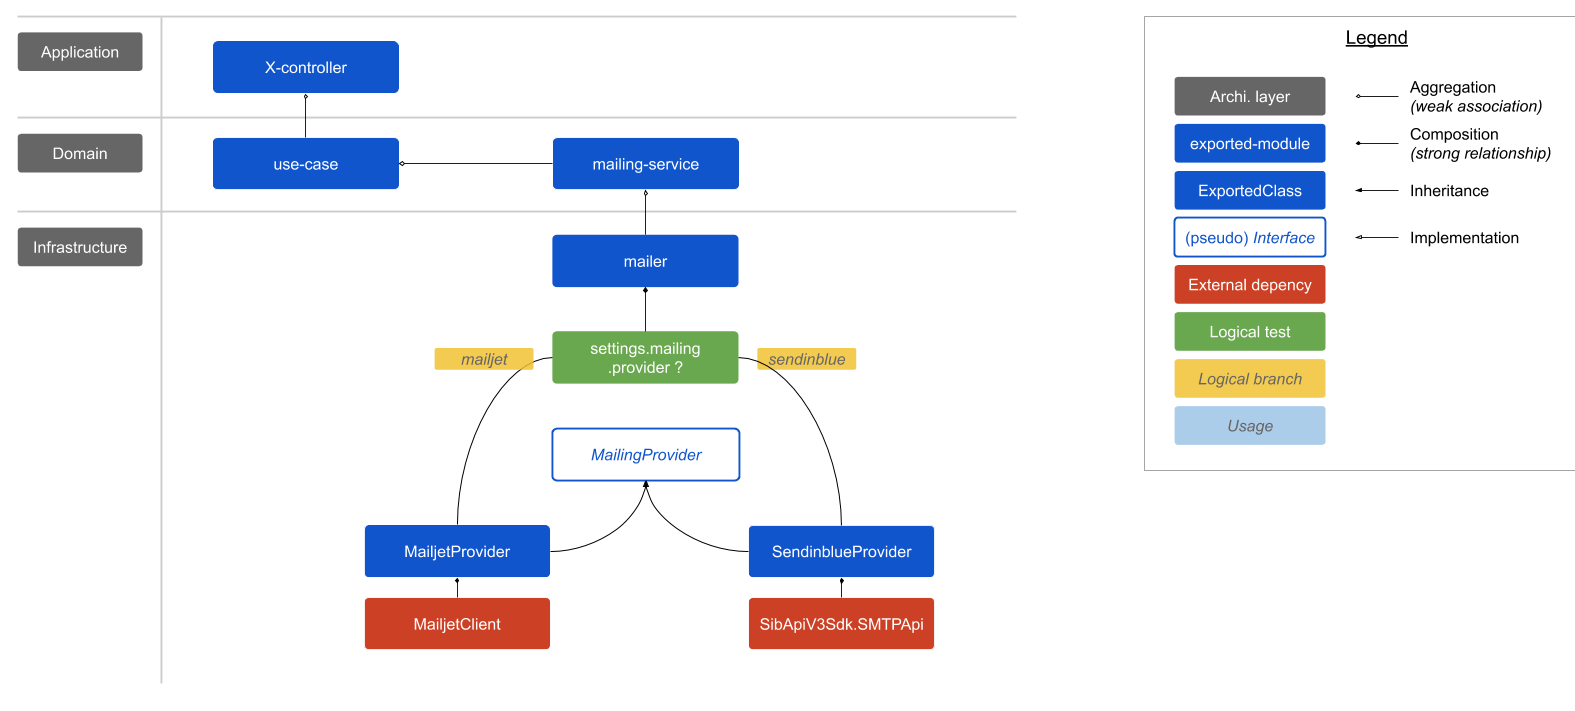 Application
X-controller
Domain
use-case
mailing-service
Infrastructure
mailer
settings.mailing
.provider ?
mailjet
sendinblue
MailingProvider
MailjetProvider
SendinblueProvider
MailjetClient
SibApiV3Sdk.SMTPApi
Legend
Archi. layer
exported-module
ExportedClass
(pseudo) Interface
External depency
Logical test
Logical branch
Usage
Aggregation
(weak association)
Composition
(strong relationship)
Inheritance
Implementation